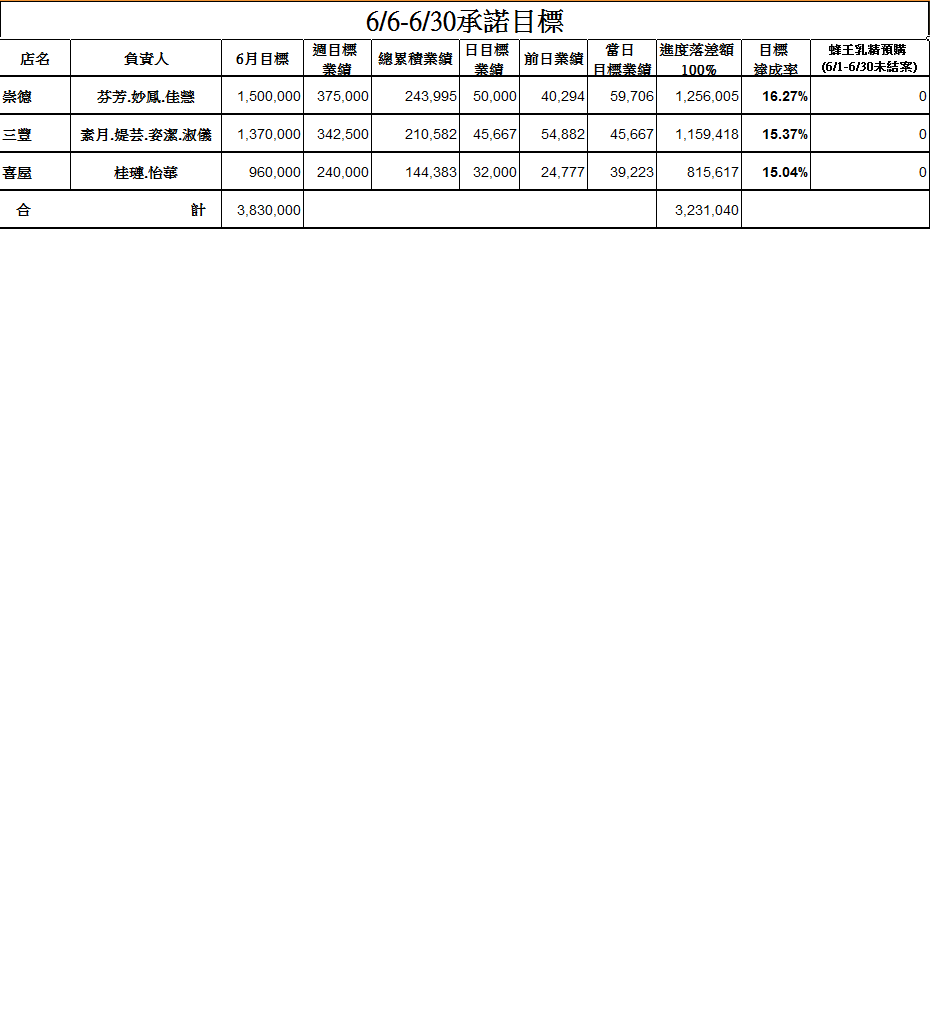 6/6-6/30承諾目標
店名 負責人 6月目標 週目標業績 總累積業績 日目標業績 前日業績 當日目標業績 進度落差額100% 目標達成率 蜂王乳精預購(6/1-6/30未結案)
崇德 芬芳.妙鳳.佳慧 1,500,000 375,000 243,995 50,000 40,294 59,706 1,256,005 16.27% 0
三豐 素月.媞芸.姿潔.淑儀 1,370,000 342,500 210,582 45,667 54,882 45,667 1,159,418 15.37% 0
喜屋 桂璉.怡華 960,000 240,000 144,383 32,000 24,777 39,223 815,617 15.04% 0
合 計 3,830,000 3,231,040